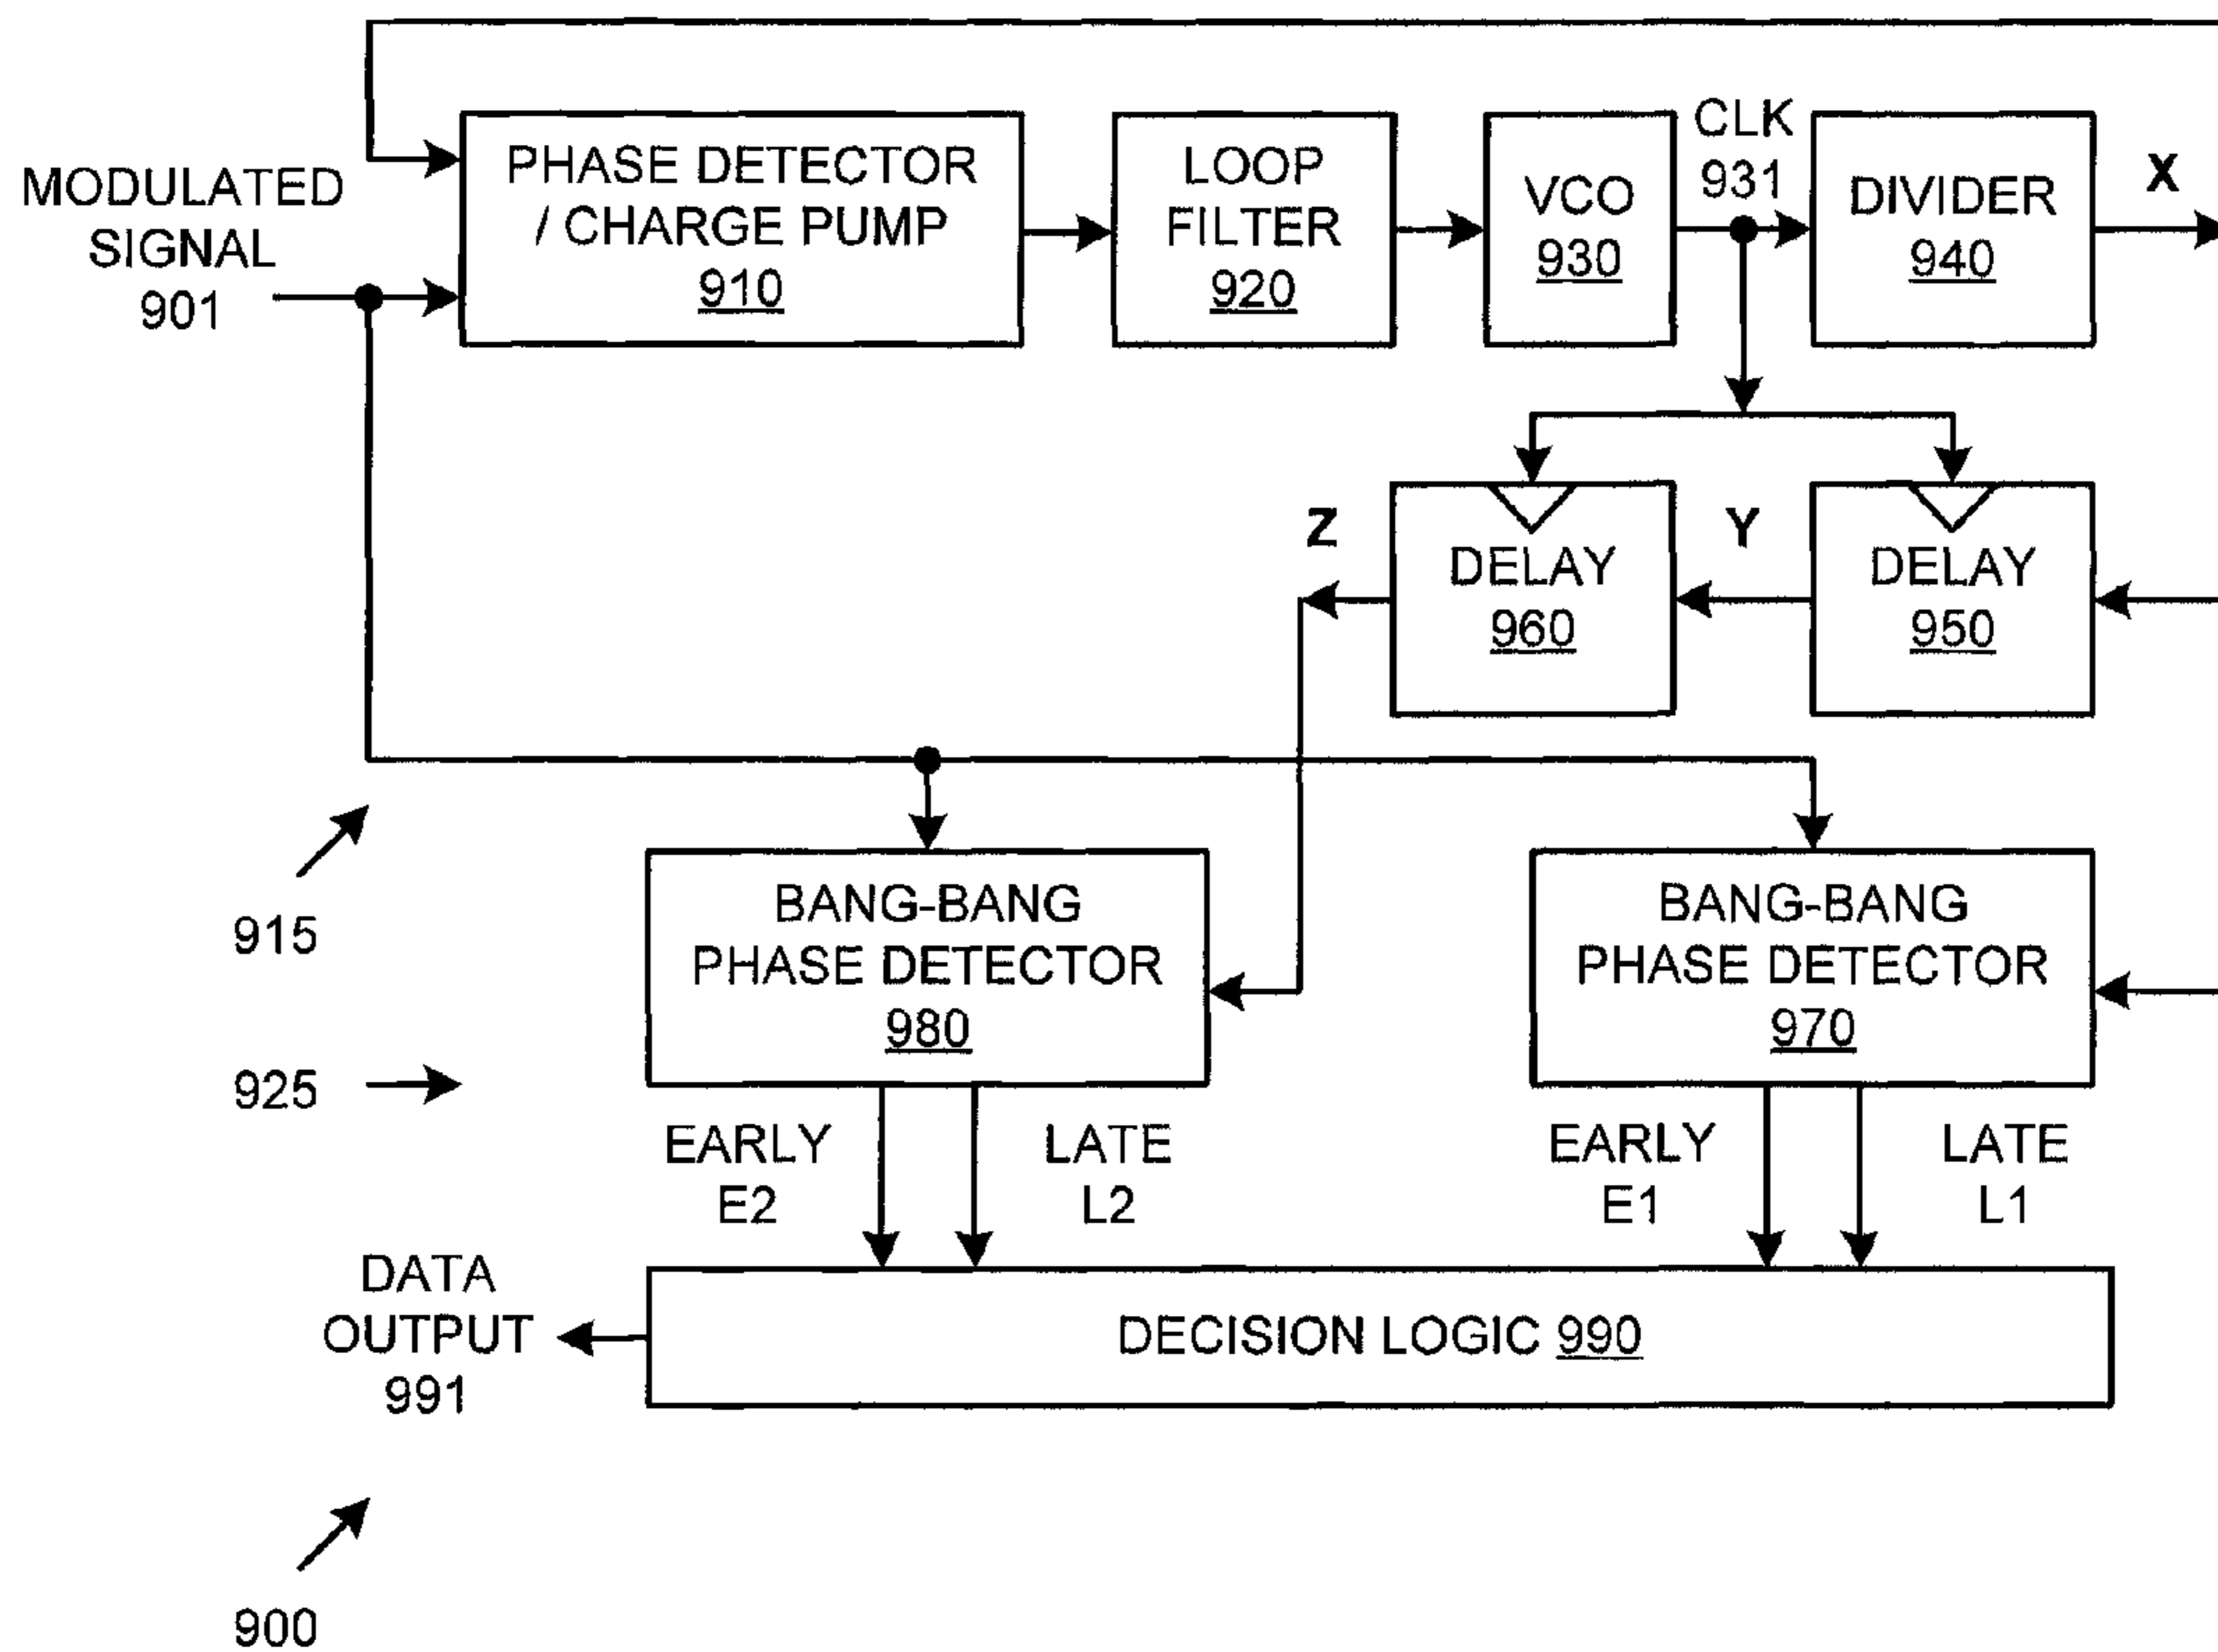 MODULATED
SIGNAL
901
PHASE DETECTOR
/ CHARGE PUMP
910
LOOP
FILTER
920
VCO
930
CLK
931
DIVIDER
940
X
Z
DELAY
960
Y
DELAY
950
915
925
BANG-BANG
PHASE DETECTOR
980
BANG-BANG
PHASE DETECTOR
970
EARLY
E2
LATE
L2
EARLY
E1
LATE
L1
DATA
OUTPUT
991
DECISION LOGIC 990
900